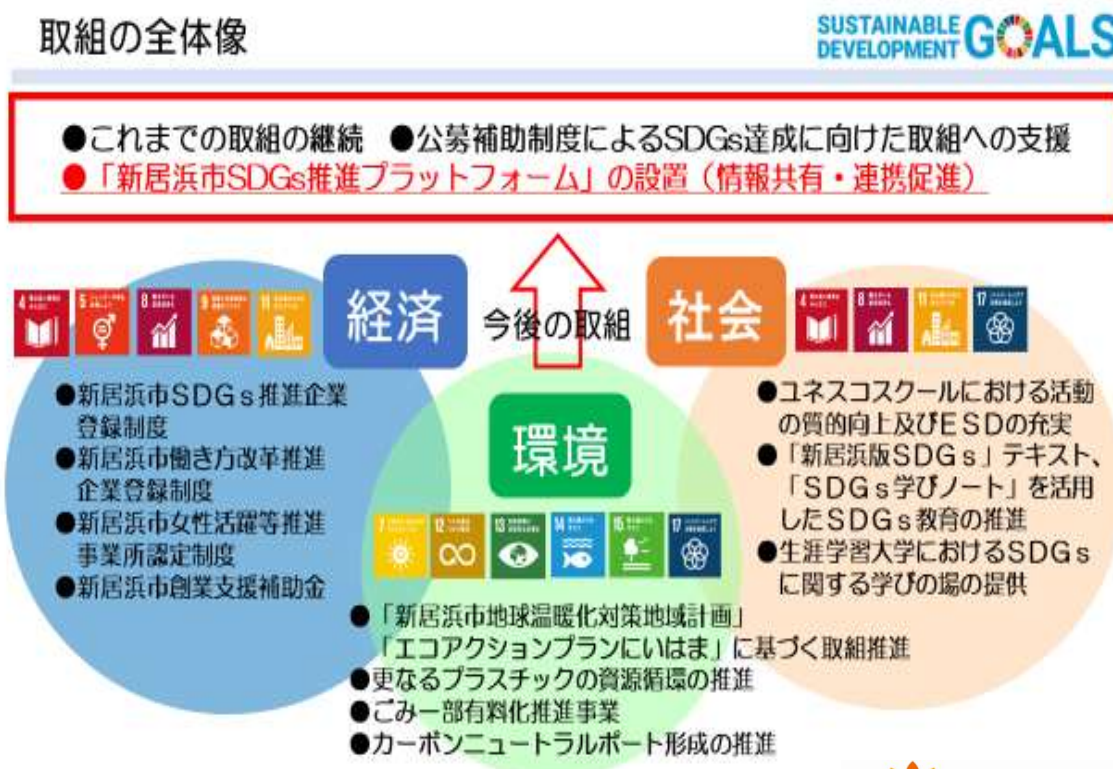 取組の全体像
SUSTAINABLE
DEVELOPMENT GOALS
●これまでの取組の継続 ●公募補助制度によるSDGs達成に向けた取組への支援
●「新居浜市SDGs推進プラットフォーム」の設置（情報共有・連携促進）
経済
今後の取組
社会
4
5
8
9
11
4
8
11
17
●新居浜市SDGs推進企業
登録制度
●新居浜市働き方改革推進
企業登録制度
●新居浜市女性活躍等推進
事業所認定制度
●新居浜市創業支援補助金
環境
7
12
13
14
15
17
●「新居浜市地球温暖化対策地域計画」
「エコアクションプランにいはま」に基づく取組推進
●更なるプラスチックの資源循環の推進
●ごみ一部有料化推進事業
●カーボンニュートラルポート形成の推進
●ユネスコスクールにおける活動
の質的向上及びESDの充実
●「新居浜版SDGs」テキスト、
「SDGs学びノート」を活用
したSDGs教育の推進
●生涯学習大学におけるSDGs
に関する学びの場の提供